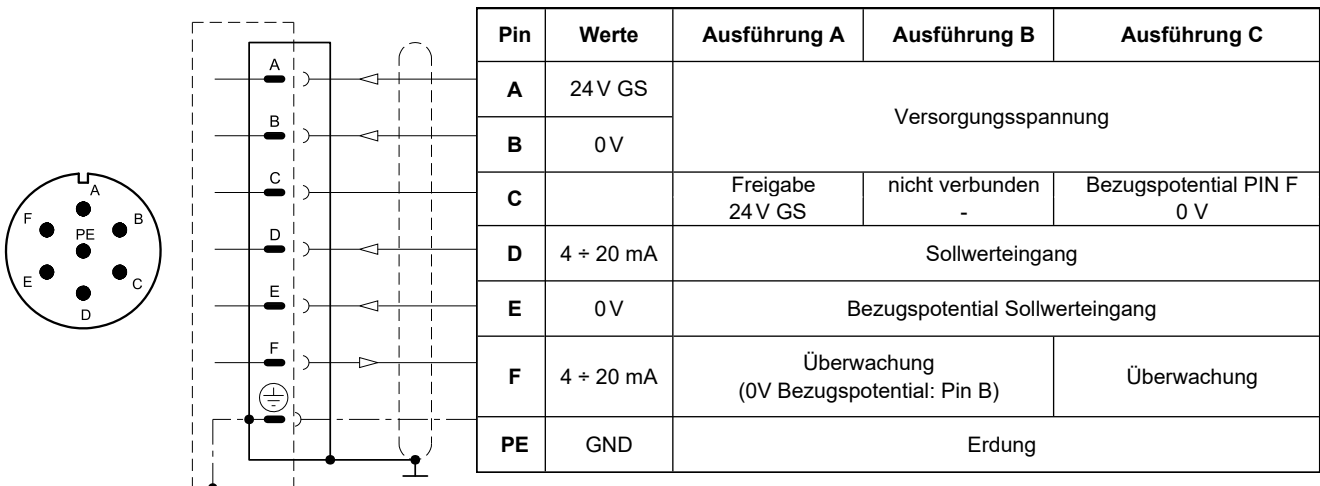 A
B
C
D
E
F
PE
A
B
C
D
E
F
Pin Werte Ausführung A Ausführung B Ausführung C
A 24 V GS
Versorgungsspannung
B 0 V
C Freigabe nicht verbunden Bezugspotential PIN F
24 V GS - 0 V
D 4 ÷ 20 mA Sollwerteingang
E 0 V Bezugspotential Sollwerteingang
F 4 ÷ 20 mA Überwachung Überwachung
(0V Bezugspotential: Pin B)
PE GND Erdung